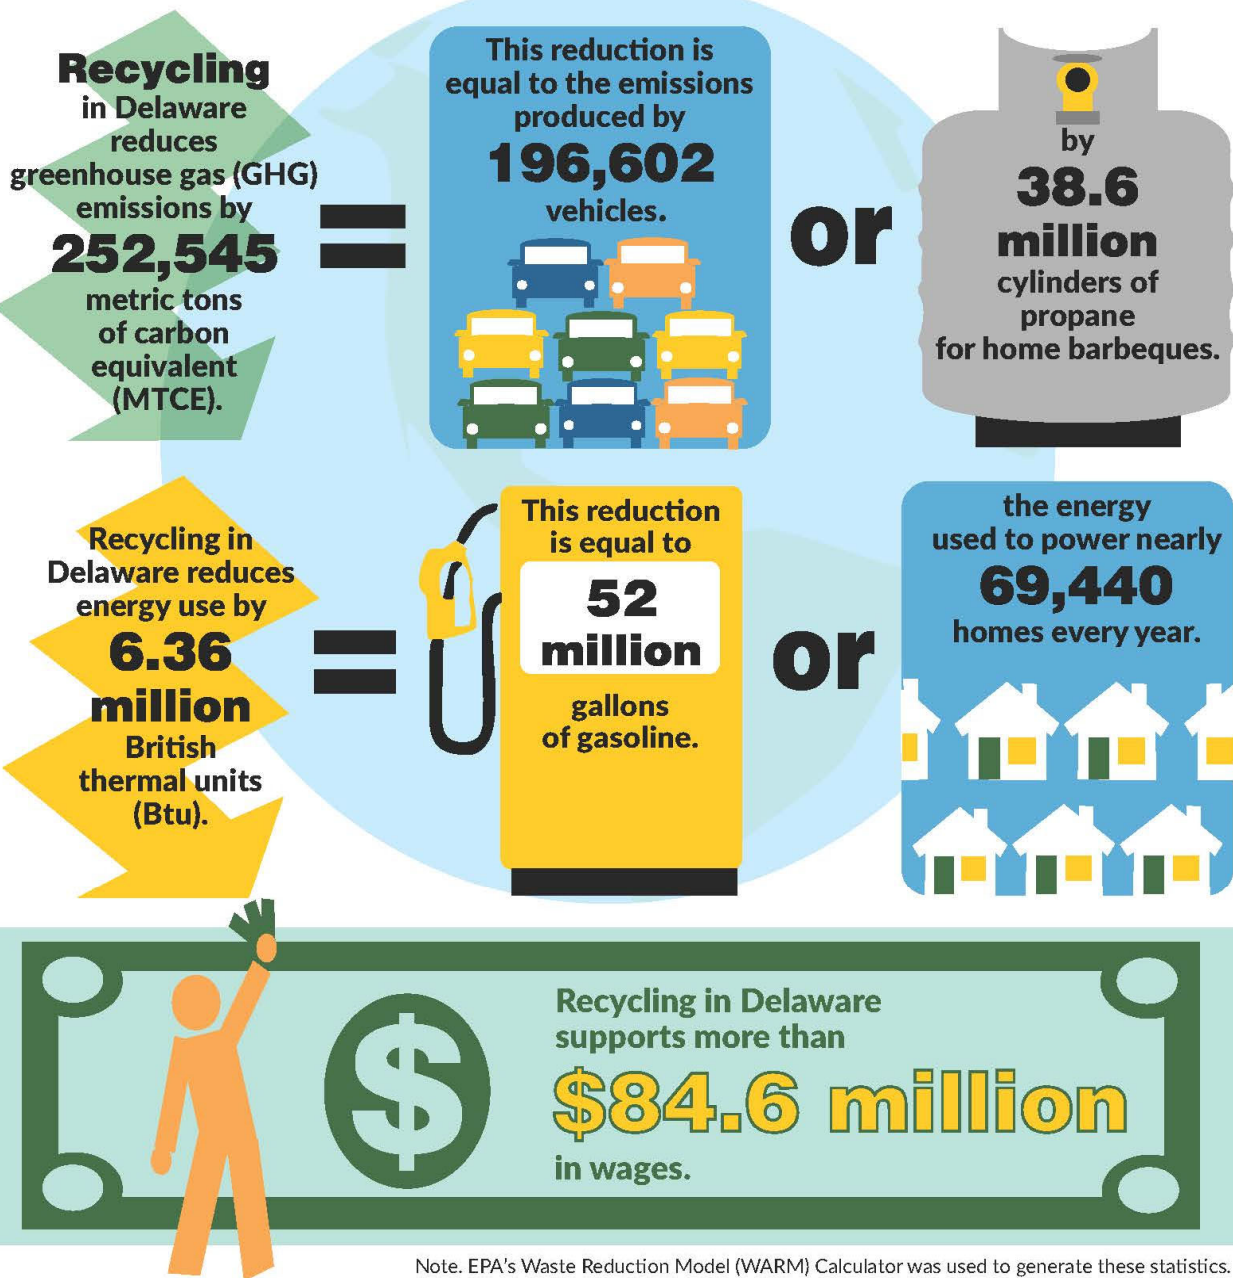 Recycling
in Delaware
reduces
greenhouse gas (GHG)
emissions by
252,545
metric tons
of carbon
equivalent
(MTCE).
=
This reduction is
equal to the emissions
produced by
196,602
vehicles.
or
by
38.6
million
cylinders of
propane
for home barbeques.
Recycling in
Delaware reduces
energy use by
6.36
million
British
thermal units
(Btu).
=
This reduction
is equal to
52
million
gallons
of gasoline.
or
the energy
used to power nearly
69,440
homes every year.
$
Recycling in Delaware
supports more than
$84.6 million
in wages.
Note. EPA's Waste Reduction Model (WARM) Calculator was used to generate these statistics.